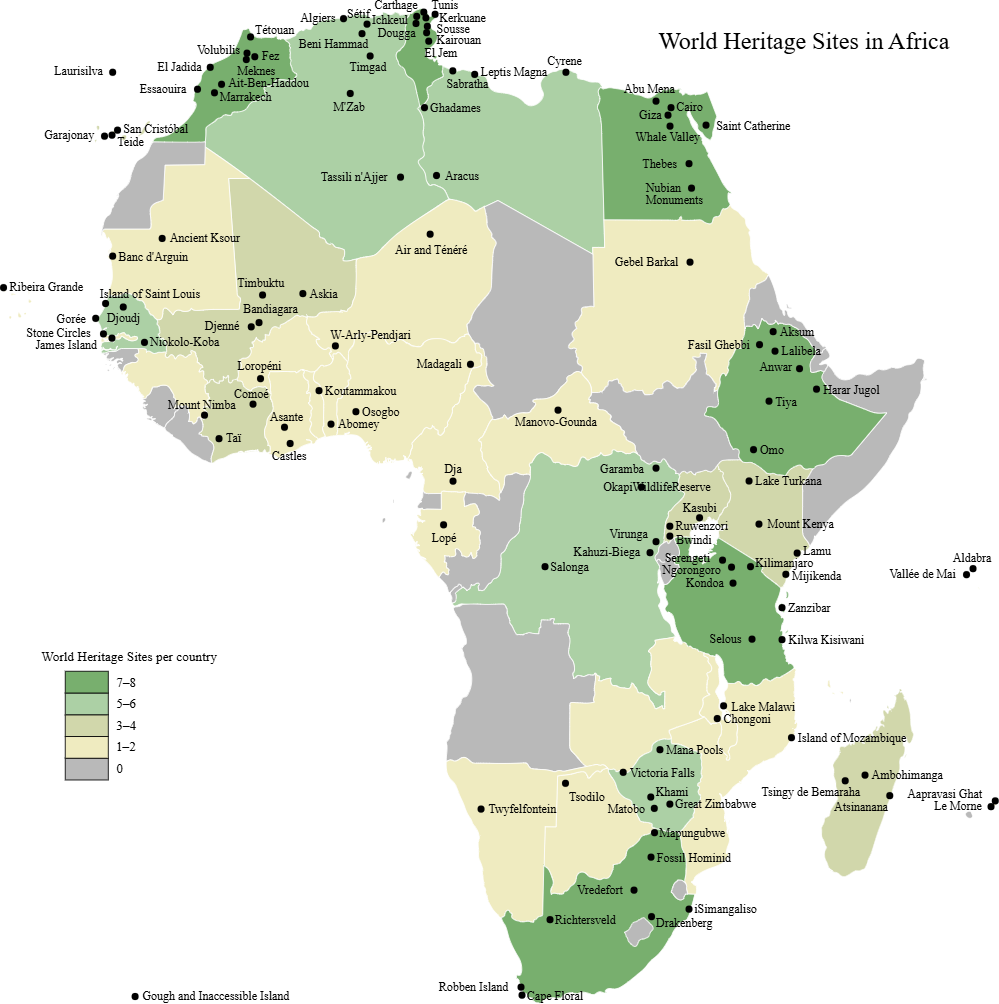 World Heritage Sites in Africa
Carthage
Tunis
Algiers
Sétif
Ichkeul
Kerkuane
Dougga
Sousse
Tétouan
Beni Hammad
Kairouan
Volubilis
Fez
El Jem
Meknes
El Jadida
Timgad
Laurisilva
Cyrene
Leptis Magna
Sabratha
Essaouira
Ait-Ben-Haddou
Marrakech
M'Zab
Ghadames
Abu Mena
Cairo
Giza
Whale Valley
Saint Catherine
San Cristóbal
Garajonay
Teide
Thebes
Tassili n'Ajjer
Aracus
Nubian
Monuments
Ancient Ksour
Air and Ténéré
Banc d'Arguin
Gebel Barkal
Ribeira Grande
Timbuktu
Island of Saint Louis
Askia
Bandiagara
Gorée
Djoudj
Djenné
Stone Circles
James Island
Niokolo-Koba
W-Arly-Pendjari
Aksum
Fasil Ghebbi
Lalibela
Anwar
Loropéni
Madagali
Harar Jugol
Comoé
Koutammakou
Mount Nimba
Tiya
Asante
Osogbo
Abomey
Manovo-Gounda
Taï
Castles
Omo
Dja
Garamba
OkapiWildlifeReserve
Lake Turkana
Kasubi
Lopé
Ruwenzori
Mount Kenya
Virunga
Bwindi
Kahuzi-Biega
Lamu
Salonga
Serengeti
Ngorongoro
Kilimanjaro
Mijikenda
Kondoa
Aldabra
Vallée de Mai
Zanzibar
Selous
Kilwa Kisiwani
World Heritage Sites per country
7–8
5–6
3–4
1–2
0
Lake Malawi
Chongoni
Island of Mozambique
Mana Pools
Victoria Falls
Ambohimanga
Tsingy de Bemaraha
Atsinanana
Aapravasi Ghat
Le Morne
Tsodilo
Khami
Twyfelfontein
Matobo
Great Zimbabwe
Mapungubwe
Fossil Hominid
Vredefort
iSimangaliso
Richtersveld
Drakenberg
Robben Island
Cape Floral
Gough and Inaccessible Island